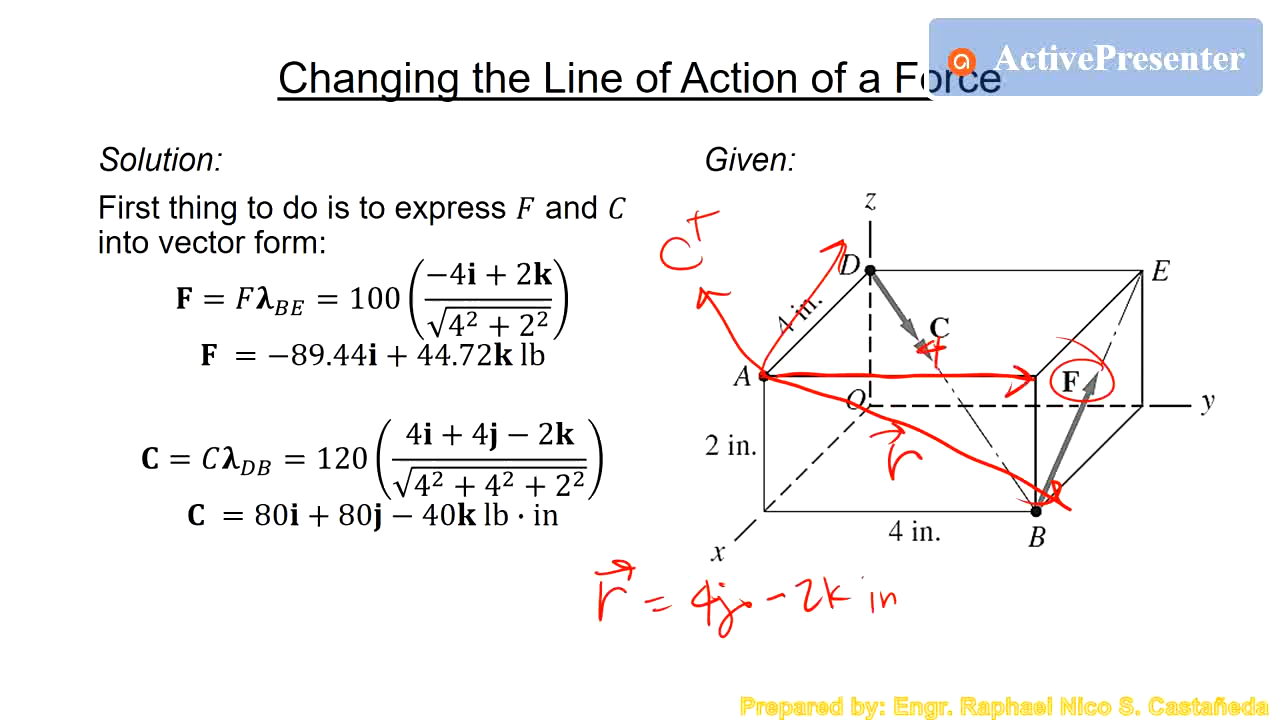 ActivePresenter
Changing the Line of Action of a Force
Solution:
First thing to do is to express F and C
into vector form:
F = Fλ_BE = 100 ((−4i + 2k)/√(4² + 2²))
F = −89.44i + 44.72k lb
C = Cλ_DB = 120 ((4i + 4j − 2k)/√(4² + 4² + 2²))
C = 80i + 80j − 40k lb · in
Given:
z
D
E
4 in.
C
A
F
O
y
2 in.
r
4 in.
B
x
r = 4j - 2k in
Prepared by: Engr. Raphael Nico S. Castañeda